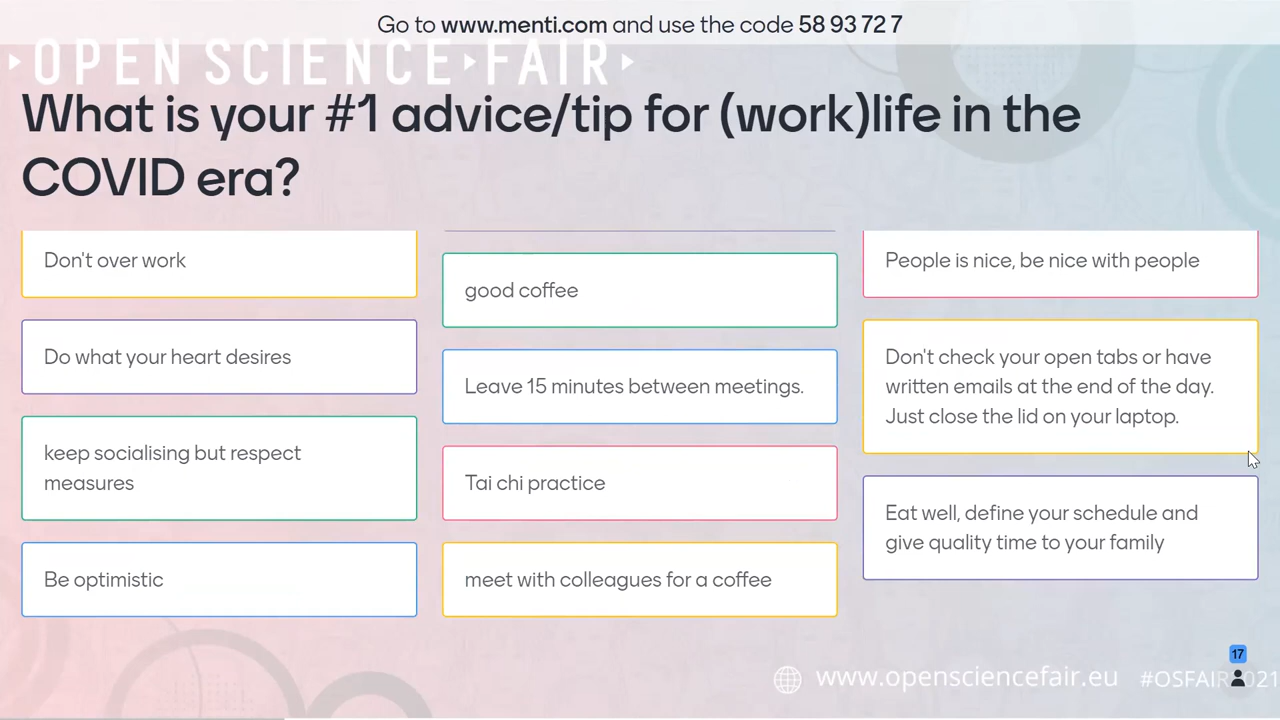 Go to www.menti.com and use the code 58 93 72 7
OPEN SCIENCE FAIR
What is your #1 advice/tip for (work)life in the
COVID era?
Don't over work
Do what your heart desires
keep socialising but respect
measures
Be optimistic
good coffee
Leave 15 minutes between meetings.
Tai chi practice
meet with colleagues for a coffee
People is nice, be nice with people
Don't check your open tabs or have
written emails at the end of the day.
Just close the lid on your laptop.
Eat well, define your schedule and
give quality time to your family
17
www.opensciencefair.eu #OSFAIR2021